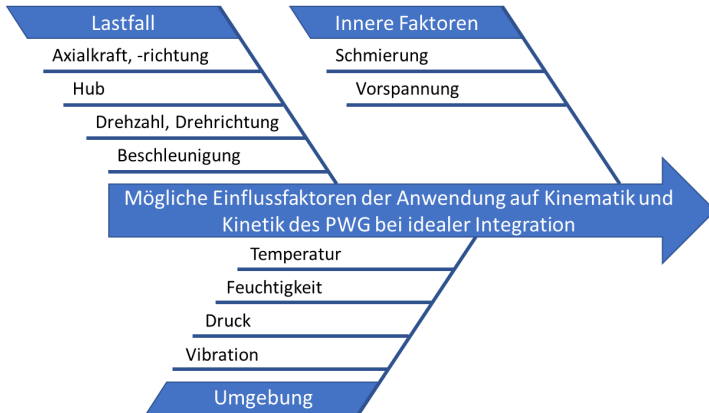 Lastfall
Axialkraft, -richtung
Hub
Drehzahl, Drehrichtung
Beschleunigung
Innere Faktoren
Schmierung
Vorspannung
Mögliche Einflussfaktoren der Anwendung auf Kinematik und
Kinetik des PWG bei idealer Integration
Temperatur
Feuchtigkeit
Druck
Vibration
Umgebung